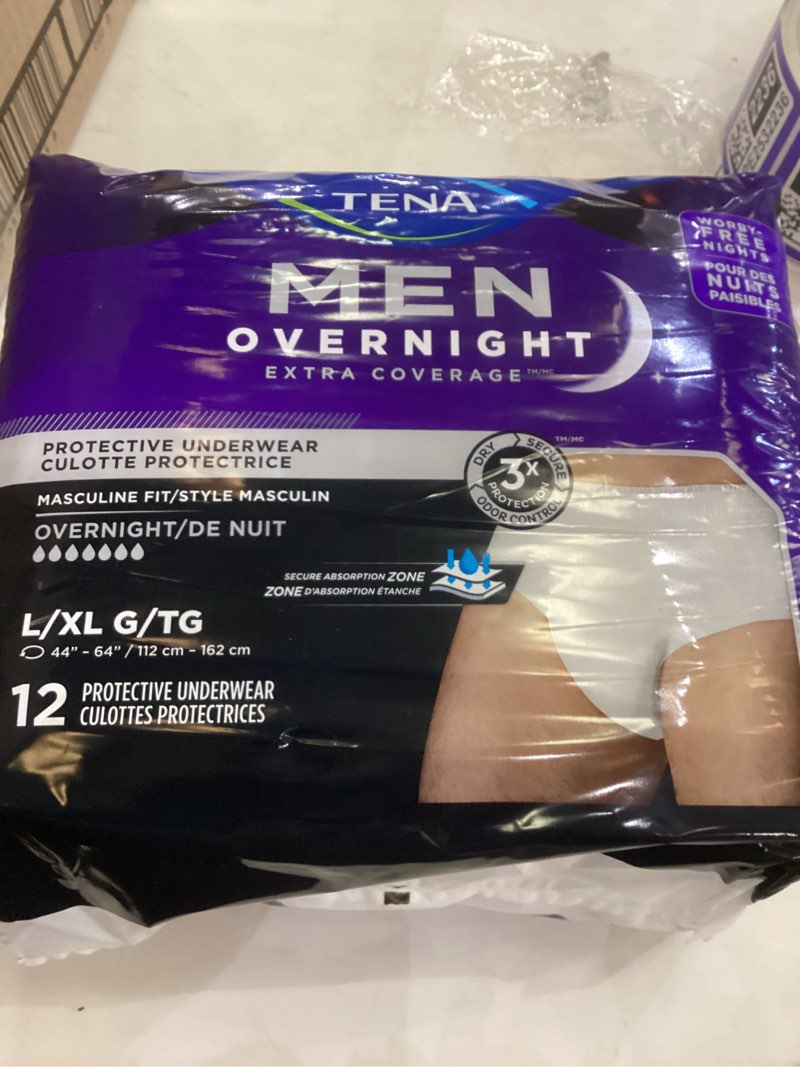 TENA
MEN
OVERNIGHT
EXTRA COVERAGE TM/MC
WORRY-
FREE
NIGHTS
POUR DES
NUITS
PAISIBLES
PROTECTIVE UNDERWEAR
CULOTTE PROTECTRICE
MASCULINE FIT/STYLE MASCULIN
OVERNIGHT/DE NUIT
DRY
SECURE
TM/MC
3X
PROTECTION
ODOR CONTROL
SECURE ABSORPTION ZONE
ZONE D'ABSORPTION ÉTANCHE
L/XL G/TG
44" - 64" / 112 cm - 162 cm
12 PROTECTIVE UNDERWEAR
CULOTTES PROTECTRICES
2236